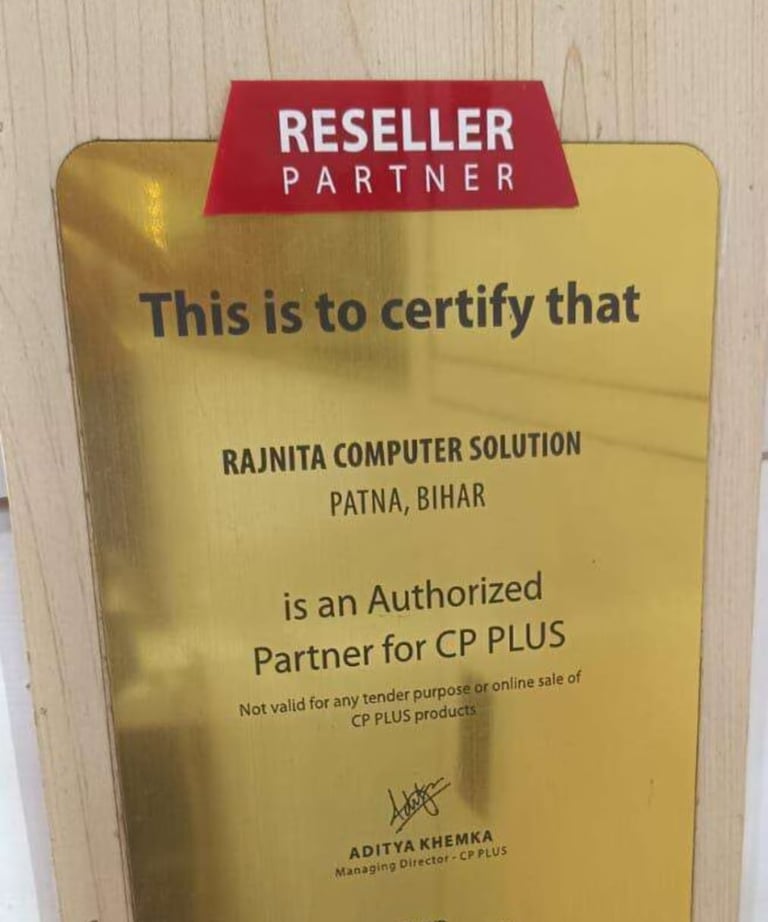 RESELLER
PARTNER
This is to certify that
RAJNITA COMPUTER SOLUTION
PATNA, BIHAR
is an Authorized
Partner for CP PLUS
Not valid for any tender purpose or online sale of
CP PLUS products
ADITYA KHEMKA
Managing Director - CP PLUS